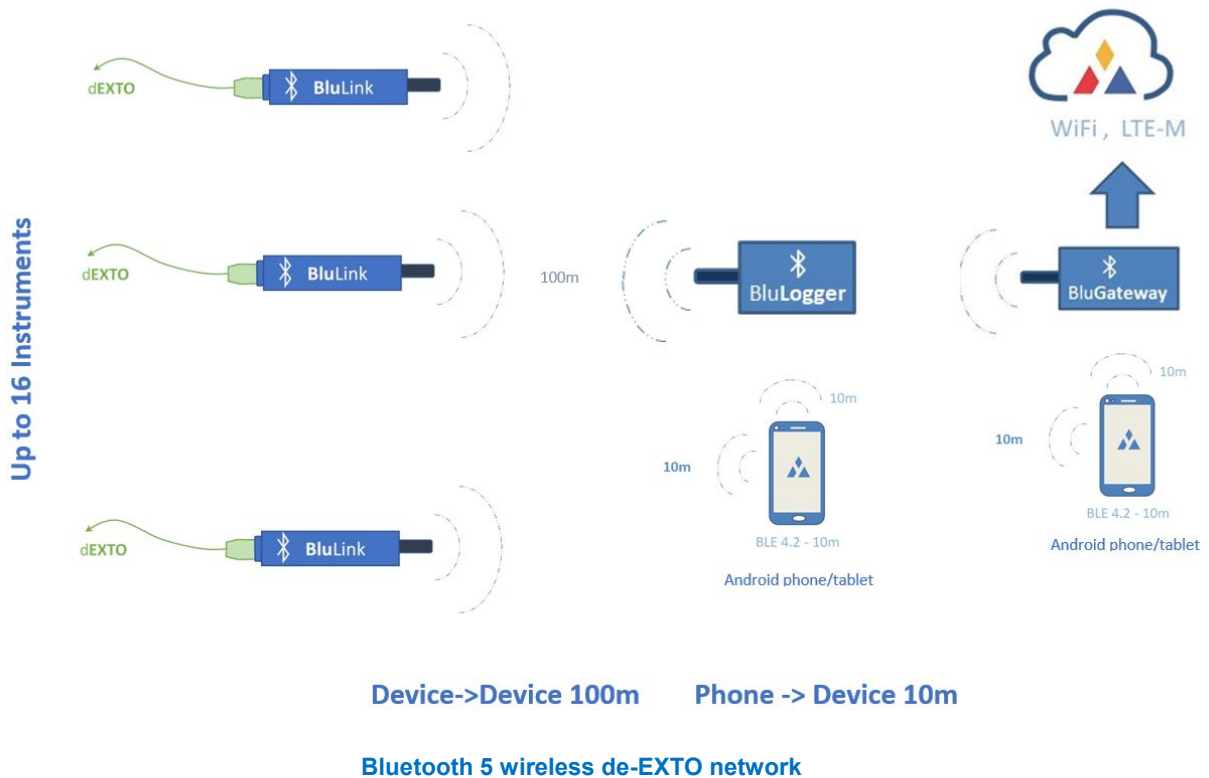 dEXTO
BluLink
WiFi , LTE-M
Up to 16 Instruments
dEXTO
BluLink
100m
BluLogger
BluGateway
10m
10m
10m
10m
BLE 4.2 - 10m
BLE 4.2 - 10m
Android phone/tablet
Android phone/tablet
dEXTO
BluLink
Device->Device 100m
Phone -> Device 10m
Bluetooth 5 wireless de-EXTO network